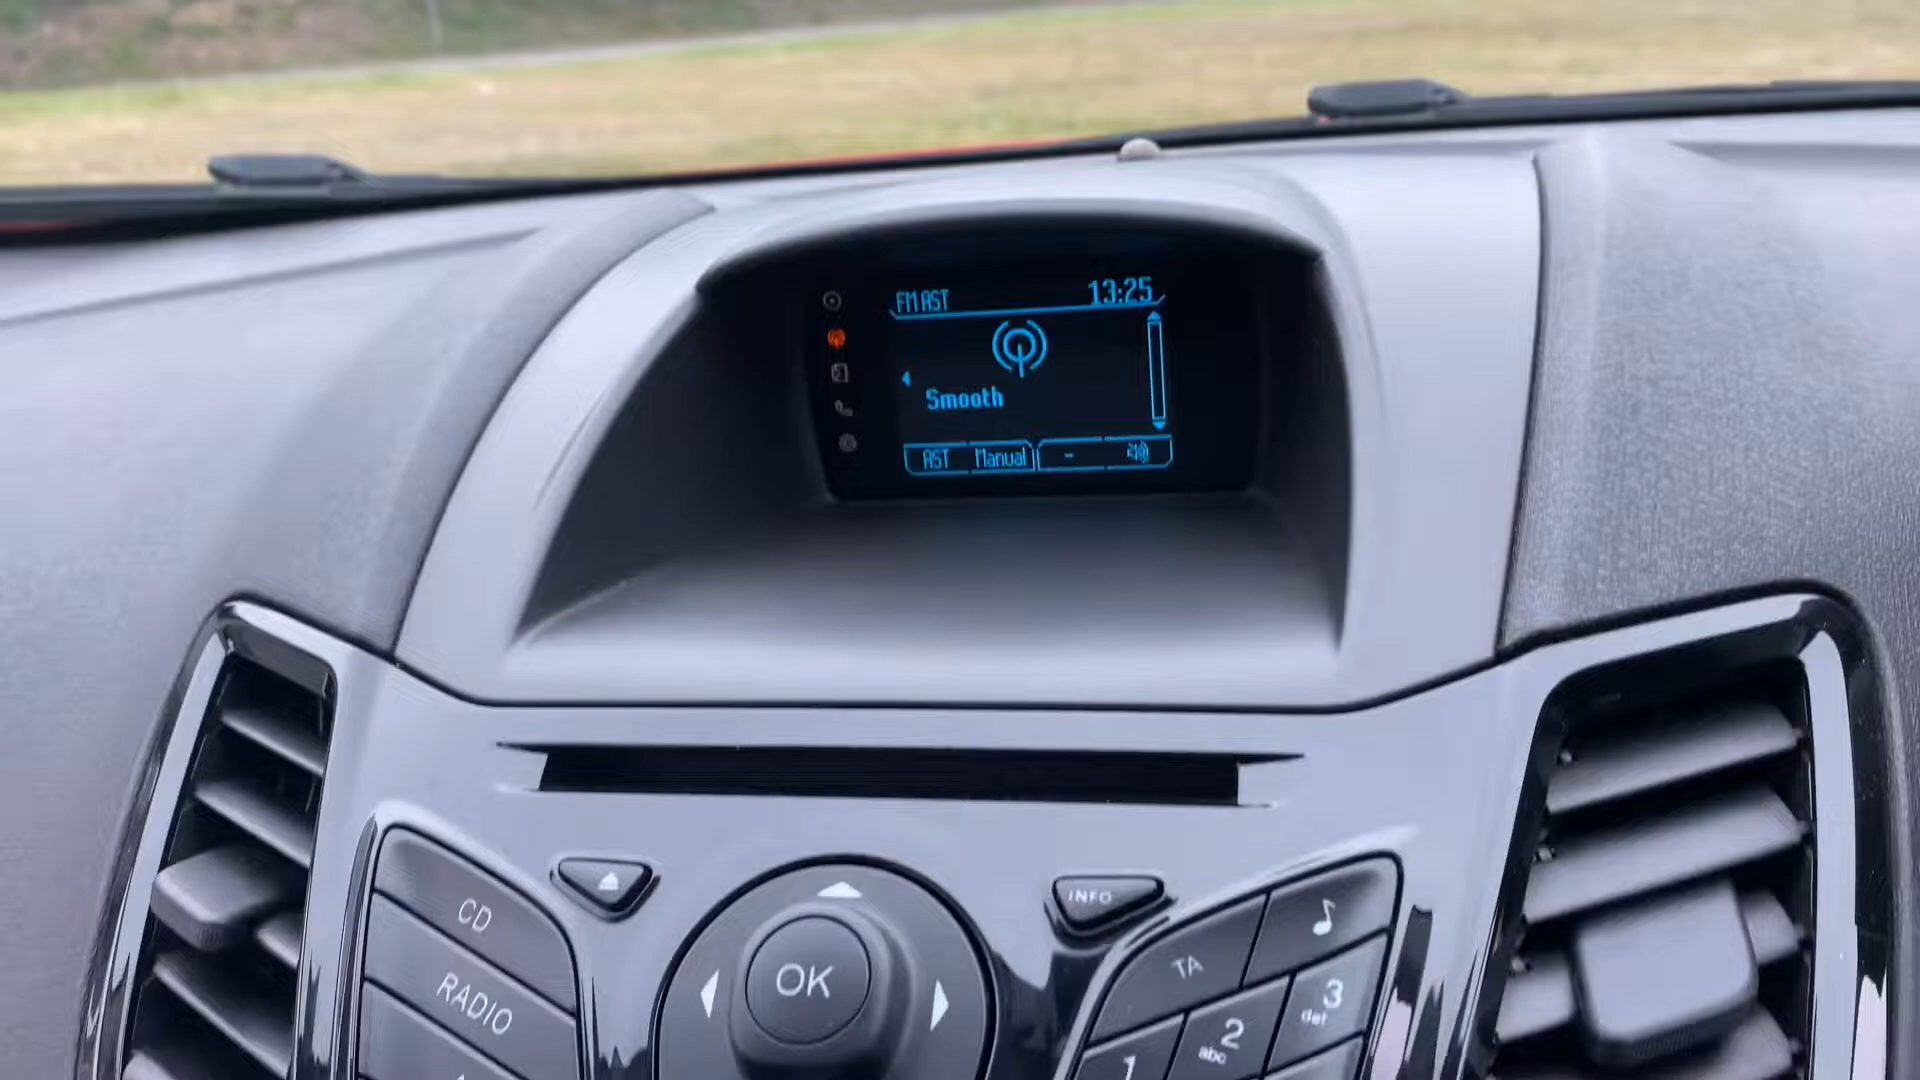 FM AST 13:25
Smooth
AST Manual -
CD
INFO
RADIO
TA
3 def
2 abc
1
OK